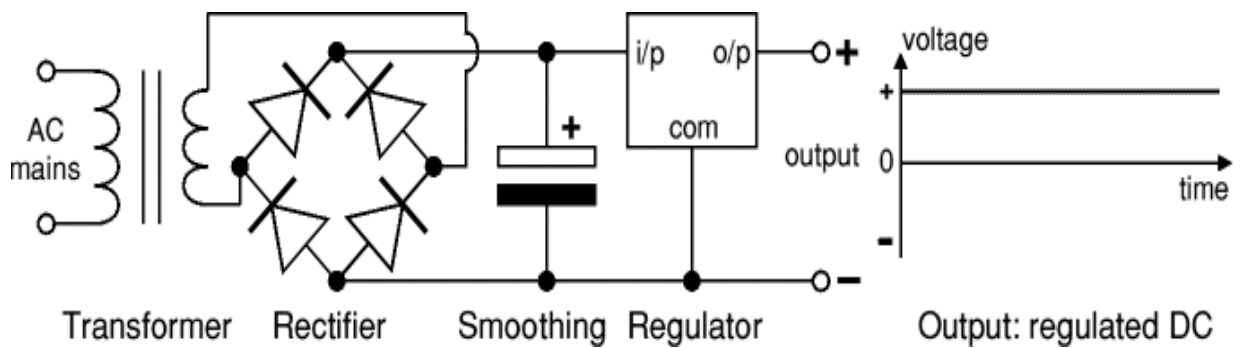 AC
mains
+
i/p
o/p
com
+
-
voltage
+
output
0
time
-
Transformer
Rectifier
Smoothing
Regulator
Output: regulated DC